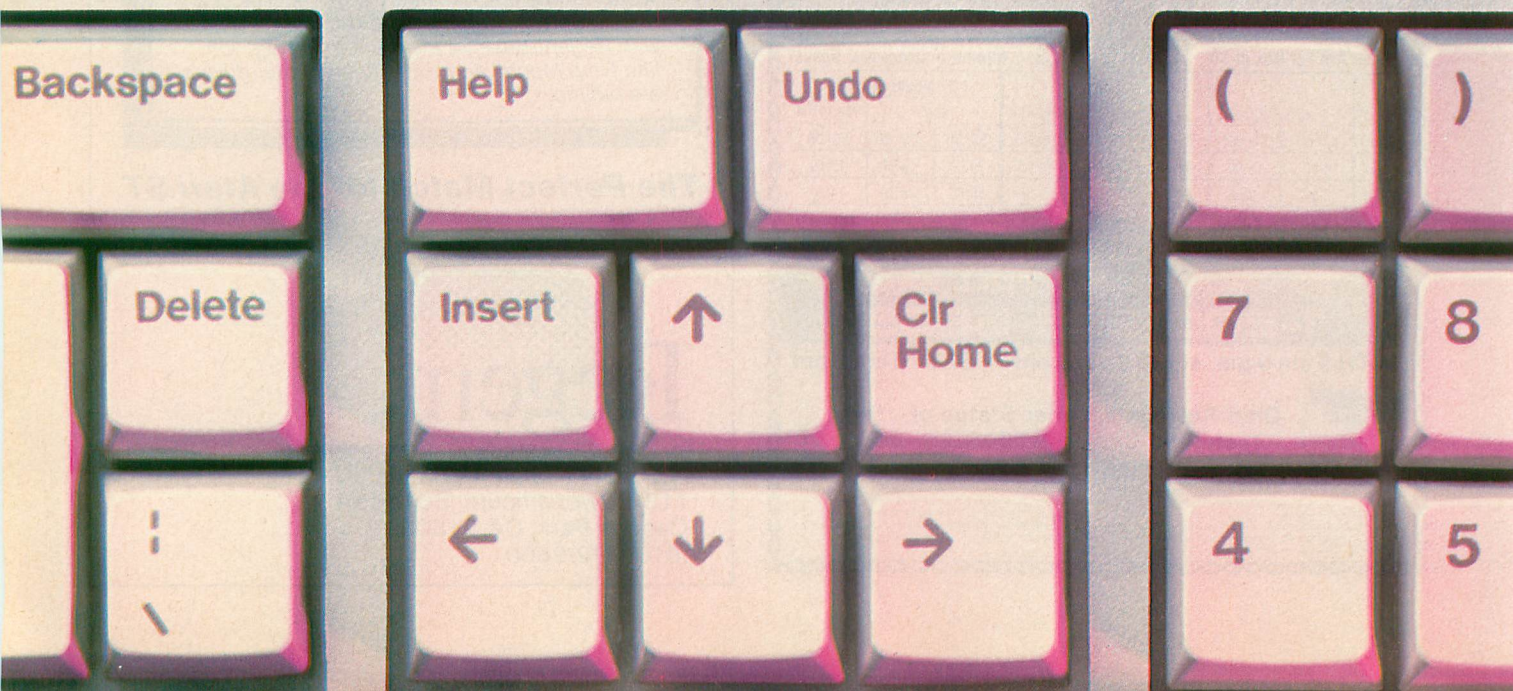 Backspace
Help
Undo
(
)
Delete
Insert
↑
Clr
Home
7
8
¦
\
←
↓
→
4
5